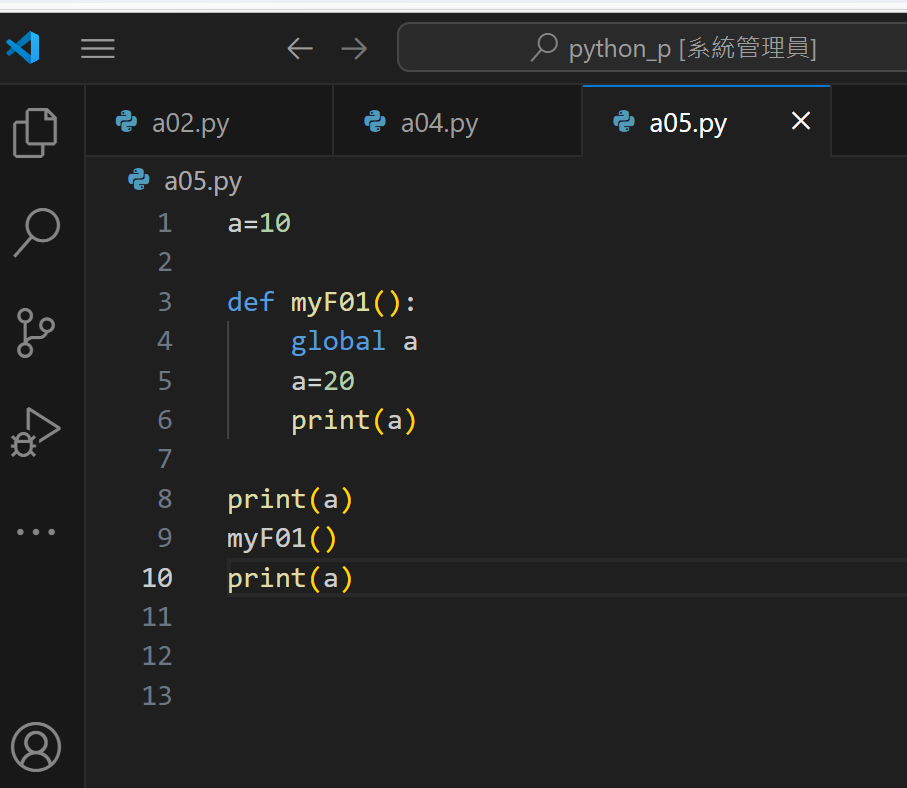 python_p [系統管理員]
a02.py
a04.py
a05.py
a05.py
1 a=10
2
3 def myF01():
4     global a
5     a=20
6     print(a)
7
8 print(a)
9 myF01()
10 print(a)
11
12
13